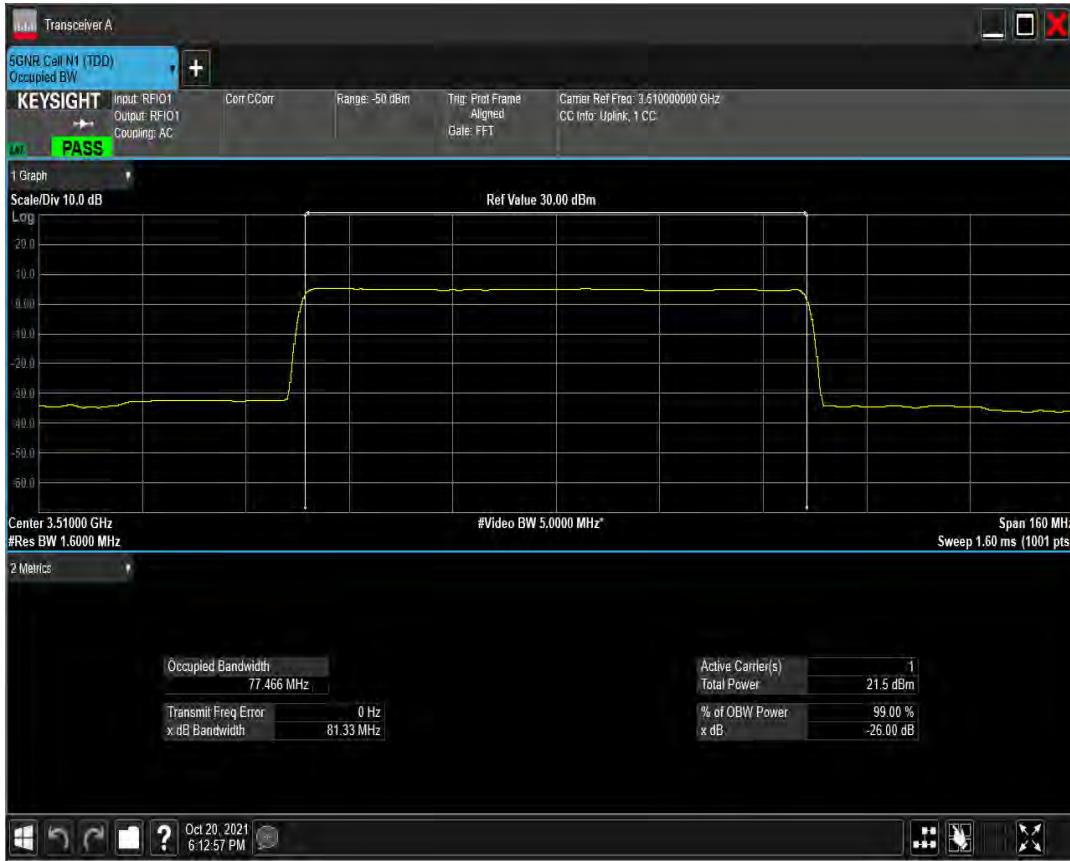 Transceiver A
5GNR Cell N1 (TDD)
Occupied BW
KEYSIGHT
Input: RFIO1
Output: RFIO1
Coupling: AC
Corr CCorr
Range: -50 dBm
Trig: Prot Frame
Aligned
Gate: FFT
Carrier Ref Freq: 3.510000000 GHz
CC Info: Uplink, 1 CC
PASS
1 Graph
Scale/Div 10.0 dB
Ref Value 30.00 dBm
Log
20.0
10.0
0.00
-10.0
-20.0
-30.0
-40.0
-50.0
-60.0
Center 3.51000 GHz
#Video BW 5.0000 MHz*
Span 160 MHz
#Res BW 1.6000 MHz
Sweep 1.60 ms (1001 pts
2 Metrics
Occupied Bandwidth
77.466 MHz
Transmit Freq Error 0 Hz
x dB Bandwidth 81.33 MHz
Active Carrier(s) 1
Total Power 21.5 dBm
% of OBW Power 99.00 %
x dB -26.00 dB
?
Oct 20, 2021
6:12:57 PM